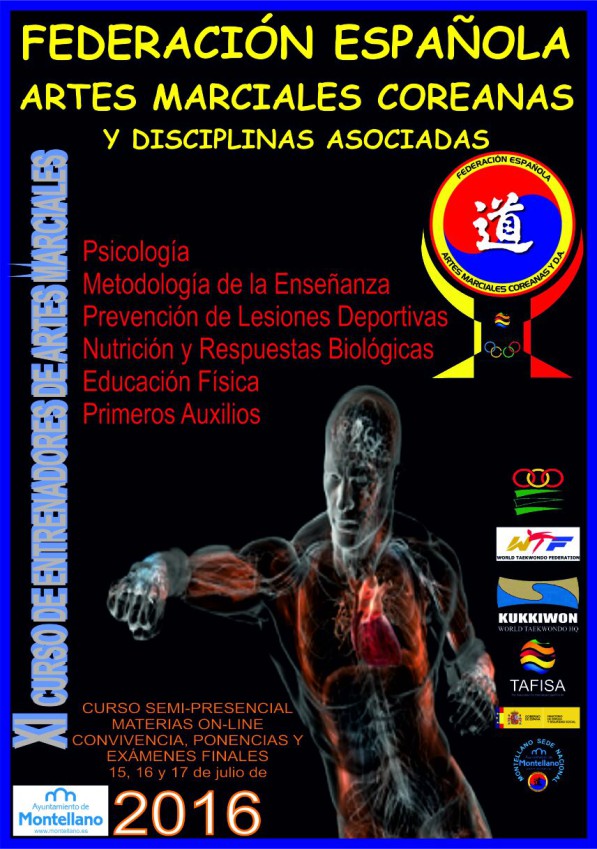 FEDERACIÓN ESPAÑOLA
ARTES MARCIALES COREANAS
Y DISCIPLINAS ASOCIADAS
XI CURSO DE ENTRENADORES DE ARTES MARCIALES
FEDERACIÓN ESPAÑOLA
道
ARTES MARCIALES COREANAS Y D.A.
Psicología
Metodología de la Enseñanza
Prevención de Lesiones Deportivas
Nutrición y Respuestas Biológicas
Educación Física
Primeros Auxilios
WTF
WORLD TAEKWONDO FEDERATION
KUKKIWON
WORLD TAEKWONDO HQ
TAFISA
MONTELLANO SEDE NACIONAL
Montellano
CURSO SEMI-PRESENCIAL
MATERIAS ON-LINE
CONVIVENCIA, PONENCIAS Y
EXÁMENES FINALES
15, 16 y 17 de julio de
2016
Ayuntamiento de
Montellano
www.montellano.es